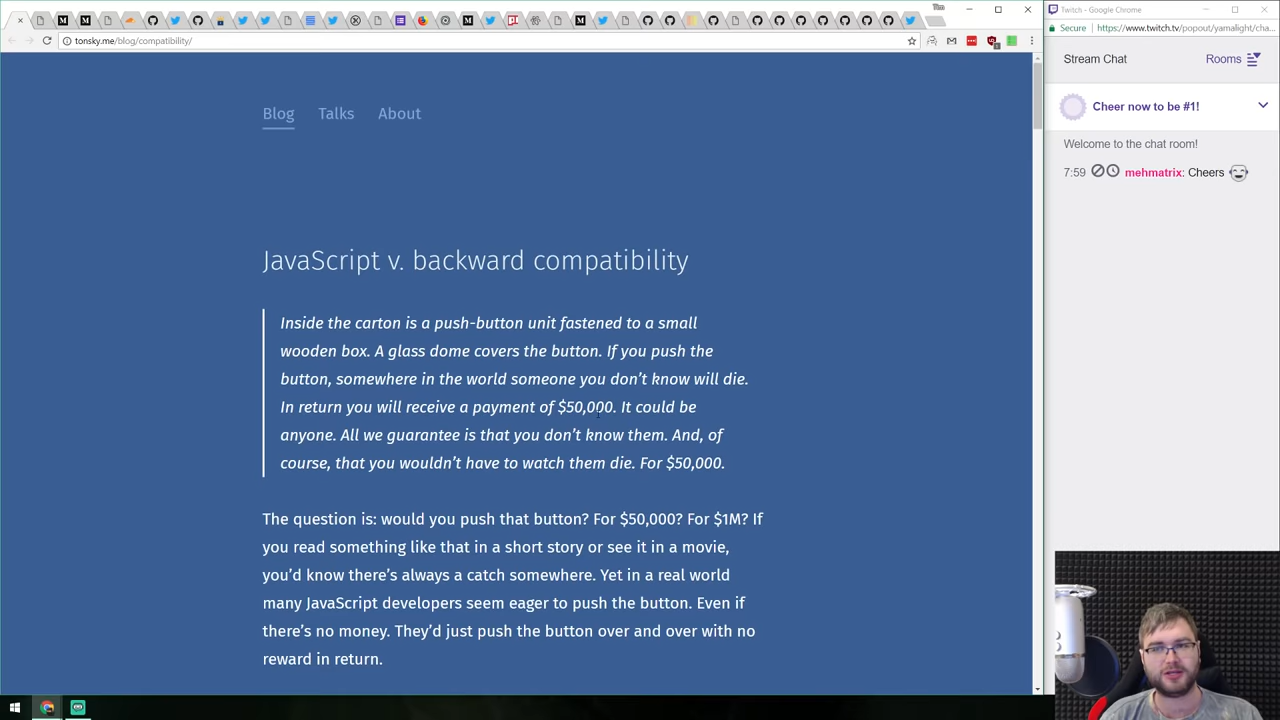 tonsky.me/blog/compatibility/
Blog
Talks
About
JavaScript v. backward compatibility
Inside the carton is a push-button unit fastened to a small
wooden box. A glass dome covers the button. If you push the
button, somewhere in the world someone you don’t know will die.
In return you will receive a payment of $50,000. It could be
anyone. All we guarantee is that you don’t know them. And, of
course, that you wouldn’t have to watch them die. For $50,000.
The question is: would you push that button? For $50,000? For $1M? If
you read something like that in a short story or see it in a movie,
you’d know there’s always a catch somewhere. Yet in a real world
many JavaScript developers seem eager to push the button. Even if
there’s no money. They’d just push the button over and over with no
reward in return.
Twitch - Google Chrome
Secure
https://www.twitch.tv/popout/yamalight/cha...
Stream Chat
Rooms
Cheer now to be #1!
Welcome to the chat room!
7:59 mehmatrix: Cheers